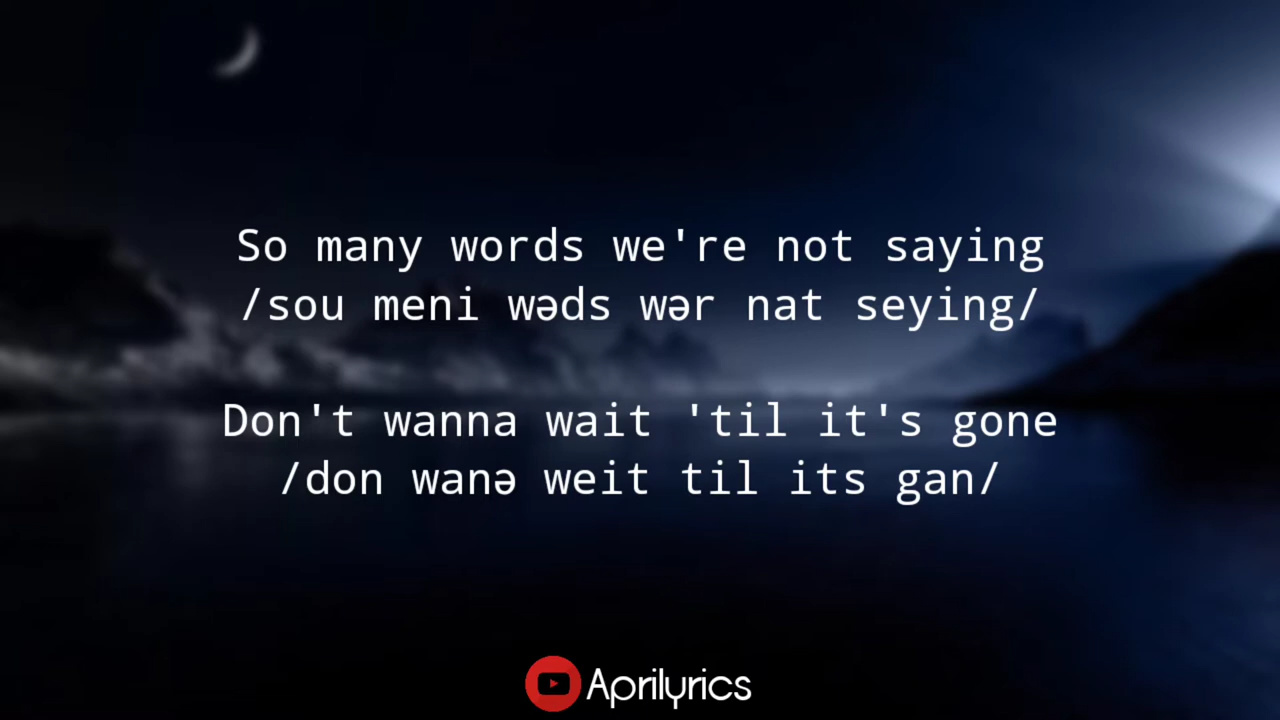 So many words we're not saying
/sou meni wəds wər nat seying/
Don't wanna wait 'til it's gone
/don wanə weit til its gan/
Aprilyrics